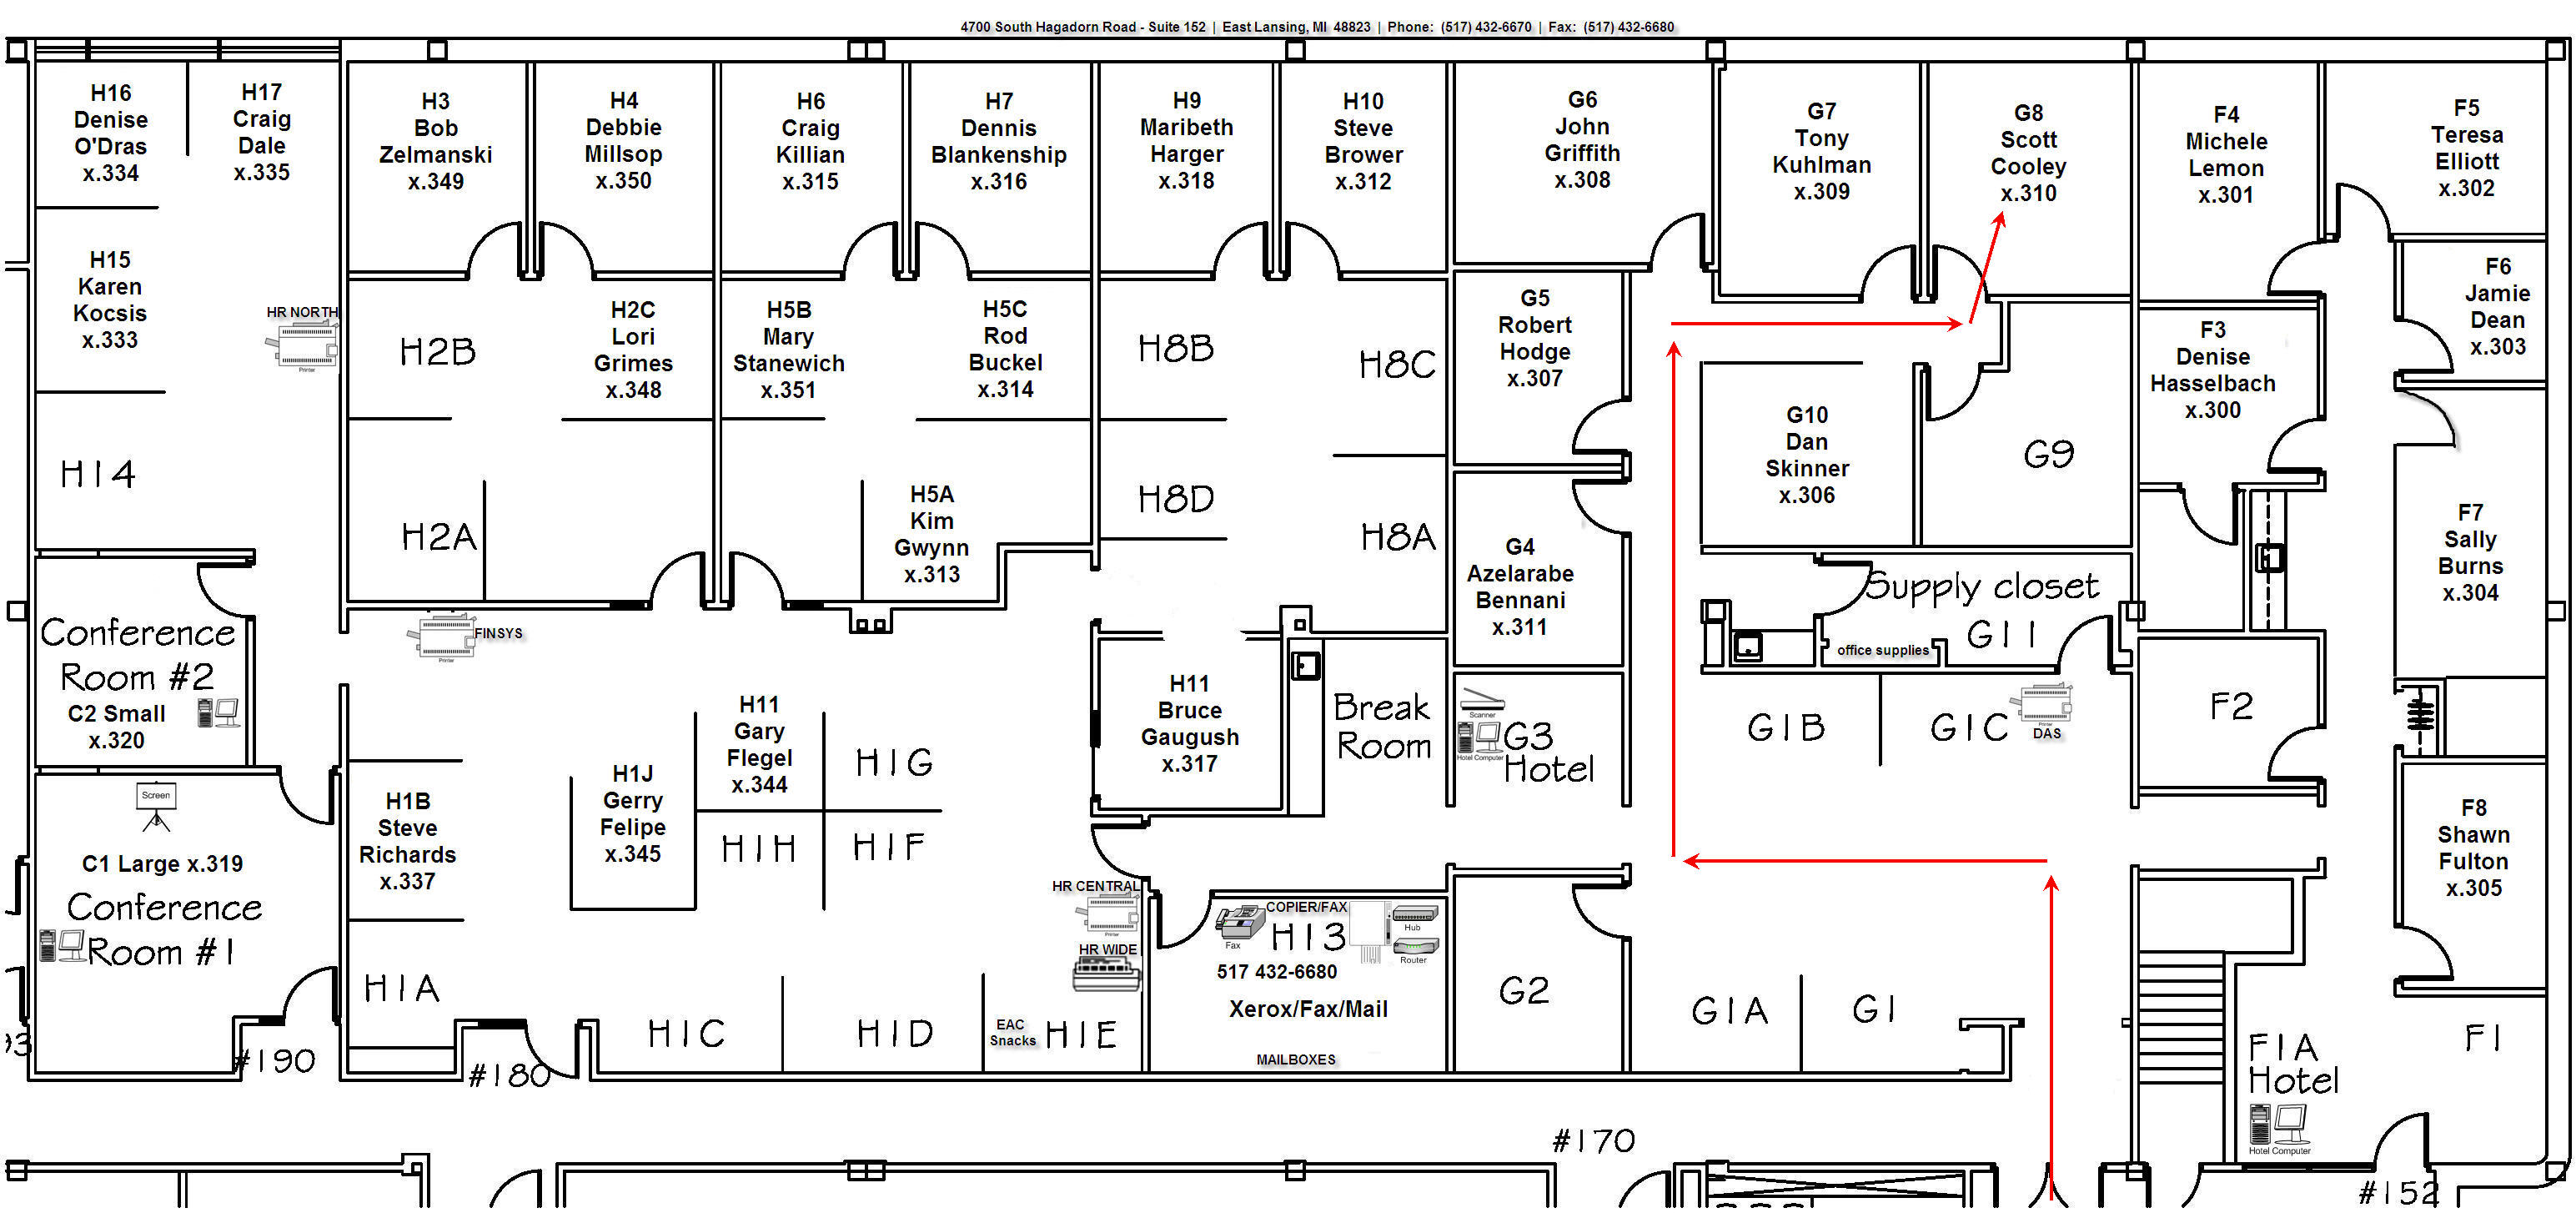 4700 South Hagadorn Road - Suite 152 | East Lansing, MI 48823 | Phone: (517) 432-6670 | Fax: (517) 432-6680
H16
Denise
O'Dras
x.334
H17
Craig
Dale
x.335
H3
Bob
Zelmanski
x.349
H4
Debbie
Millsop
x.350
H6
Craig
Killian
x.315
H7
Dennis
Blankenship
x.316
H9
Maribeth
Harger
x.318
H10
Steve
Brower
x.312
G6
John
Griffith
x.308
G7
Tony
Kuhlman
x.309
G8
Scott
Cooley
x.310
F4
Michele
Lemon
x.301
F5
Teresa
Elliott
x.302
H15
Karen
Kocsis
x.333
HR NORTH
Printer
H2B
H2C
Lori
Grimes
x.348
H5B
Mary
Stanewich
x.351
H5C
Rod
Buckel
x.314
H8B
H8C
G5
Robert
Hodge
x.307
F3
Denise
Hasselbach
x.300
F6
Jamie
Dean
x.303
H14
H2A
H5A
Kim
Gwynn
x.313
H8D
H8A
G4
Azelarabe
Bennani
x.311
G10
Dan
Skinner
x.306
G9
F7
Sally
Burns
x.304
Conference
Room #2
C2 Small
x.320
FINSYS
Printer
Supply closet
G11
office supplies
H11
Gary
Flegel
x.344
H1G
H11
Bruce
Gaugush
x.317
Break
Room
Scanner
G3
Hotel
Hotel Computer
G1B
G1C
Printer
DAS
F2
Screen
C1 Large x.319
Conference
Room #1
H1B
Steve
Richards
x.337
H1J
Gerry
Felipe
x.345
H1H
H1F
F8
Shawn
Fulton
x.305
HR CENTRAL
Printer
HR WIDE
COPIER/FAX
Fax
H13
Hub
Router
517 432-6680
Xerox/Fax/Mail
MAILBOXES
G2
H1A
H1C
H1D
EAC
Snacks
H1E
G1A
G1
F1A
Hotel
Hotel Computer
F1
#190
#180
#170
#152